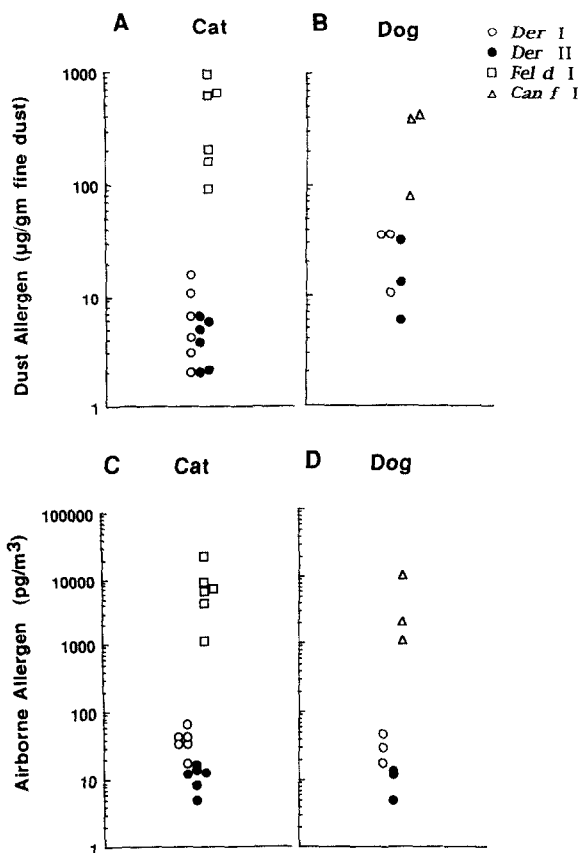 A
Cat
B
Dog
○ Der I
● Der II
□ Fel d I
△ Can f I
Dust Allergen (µg/gm fine dust)
1000
100
10
1
C
Cat
D
Dog
Airborne Allergen (pg/m³)
100000
10000
1000
100
10
1